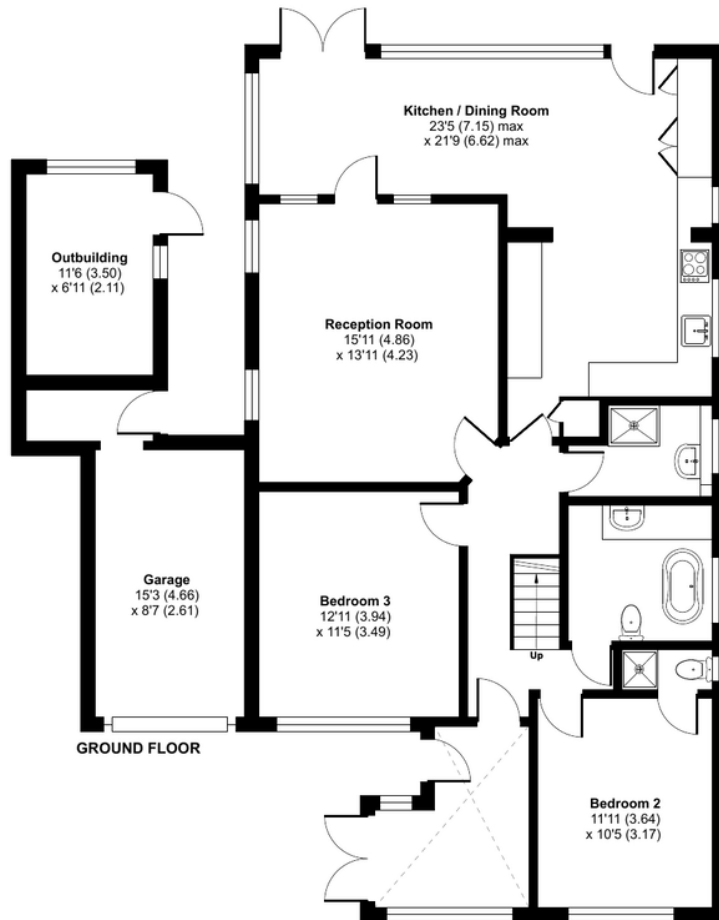 Kitchen / Dining Room
23'5 (7.15) max
x 21'9 (6.62) max
Outbuilding
11'6 (3.50)
x 6'11 (2.11)
Reception Room
15'11 (4.86)
x 13'11 (4.23)
Garage
15'3 (4.66)
x 8'7 (2.61)
Bedroom 3
12'11 (3.94)
x 11'5 (3.49)
Up
GROUND FLOOR
Bedroom 2
11'11 (3.64)
x 10'5 (3.17)